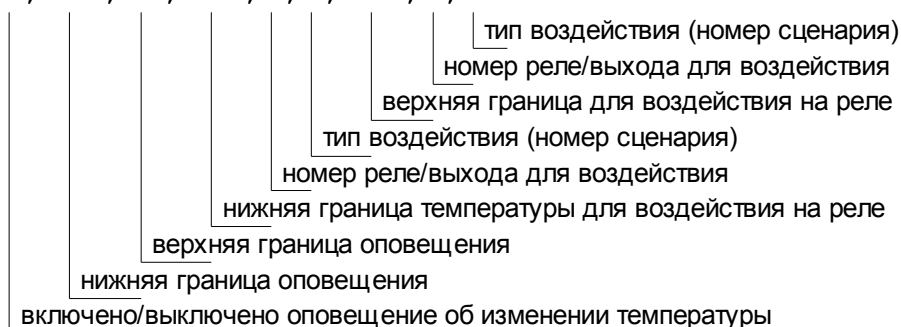 тип воздействия (номер сценария)
номер реле/выхода для воздействия
верхняя граница для воздействия на реле
тип воздействия (номер сценария)
номер реле/выхода для воздействия
нижняя граница температуры для воздействия на реле
верхняя граница оповещения
нижняя граница оповещения
включено/выключено оповещение об изменении температуры